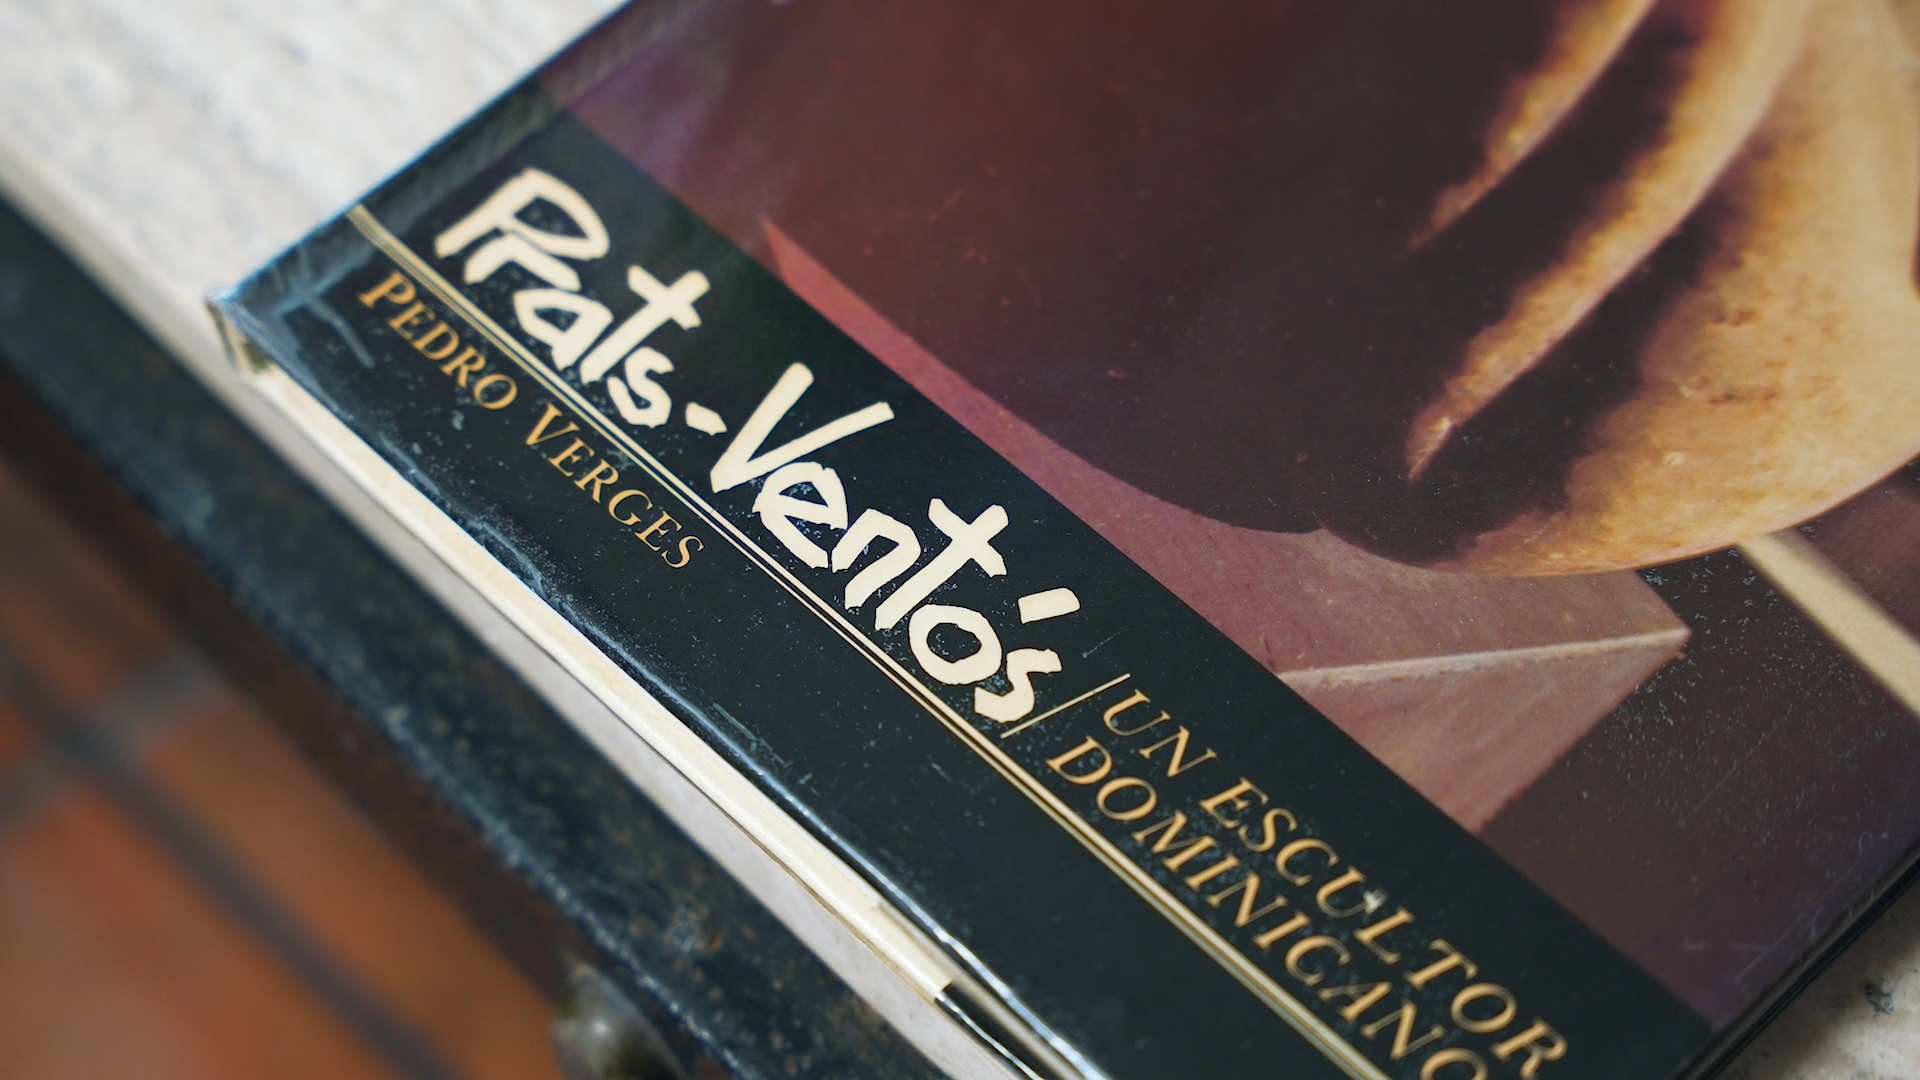 Prats-Ventós
UN ESCULTOR
DOMINICANO
PEDRO VERGES